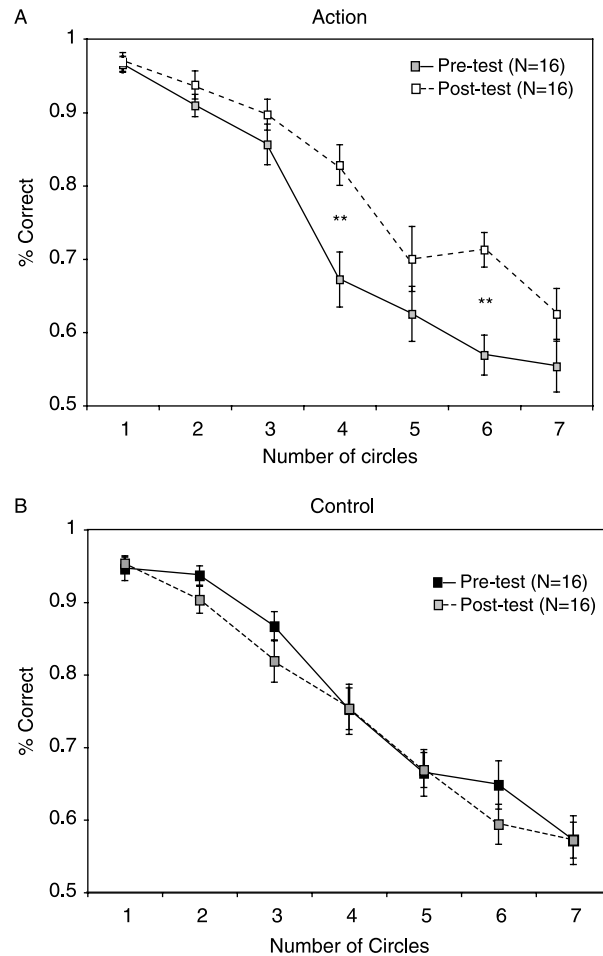 A Action
1
Pre-test (N=16)
Post-test (N=16)
0.9
0.8
**
0.7
**
0.6
0.5
% Correct
1 2 3 4 5 6 7
Number of circles
B Control
1
Pre-test (N=16)
Post-test (N=16)
0.9
0.8
0.7
0.6
0.5
% Correct
1 2 3 4 5 6 7
Number of Circles